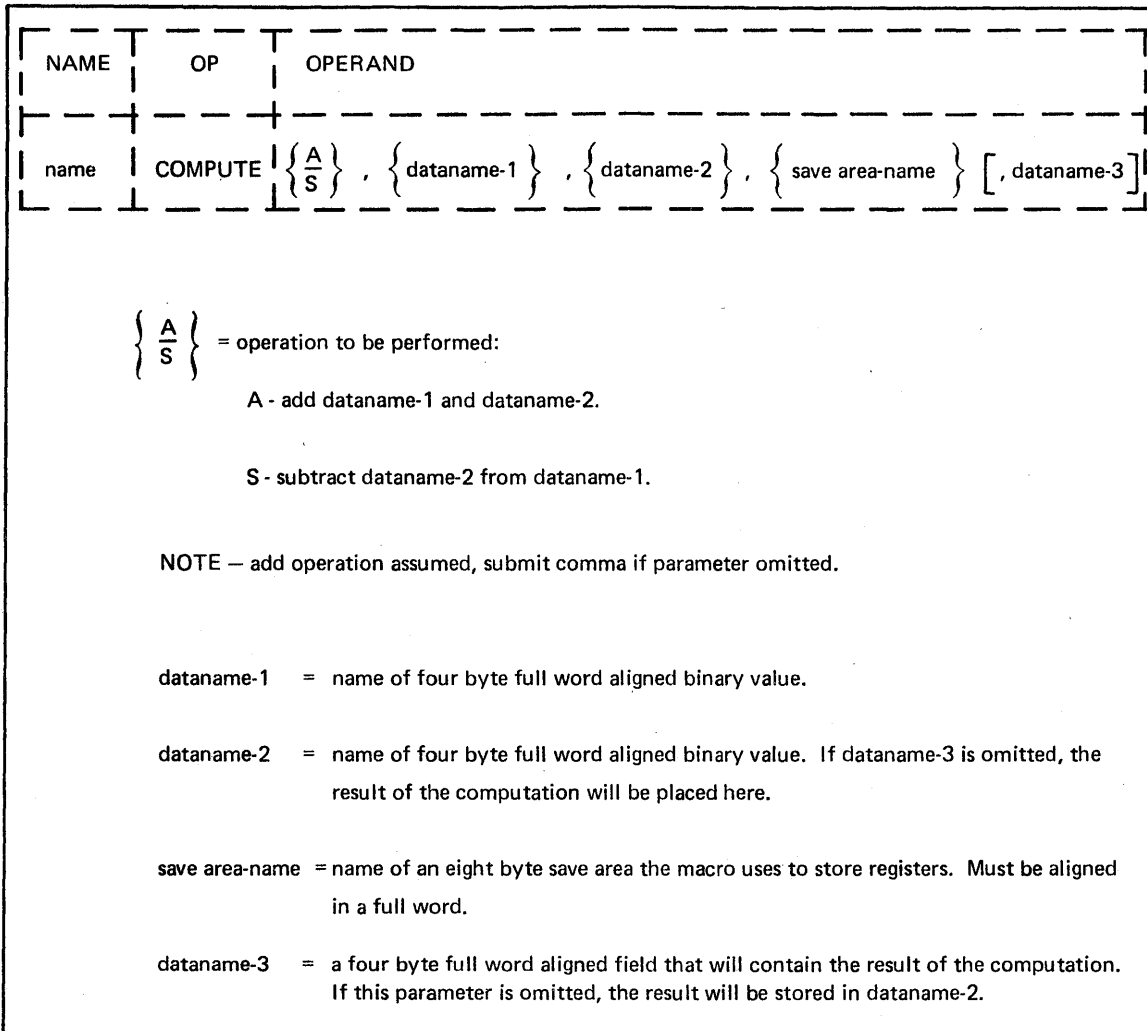 NAME OP OPERAND
name COMPUTE { A / S } , { dataname-1 } , { dataname-2 } , { save area-name } [ , dataname-3 ]
{ A / S } = operation to be performed:
A - add dataname-1 and dataname-2.
S - subtract dataname-2 from dataname-1.
NOTE — add operation assumed, submit comma if parameter omitted.
dataname-1 = name of four byte full word aligned binary value.
dataname-2 = name of four byte full word aligned binary value. If dataname-3 is omitted, the
result of the computation will be placed here.
save area-name = name of an eight byte save area the macro uses to store registers. Must be aligned
in a full word.
dataname-3 = a four byte full word aligned field that will contain the result of the computation.
If this parameter is omitted, the result will be stored in dataname-2.